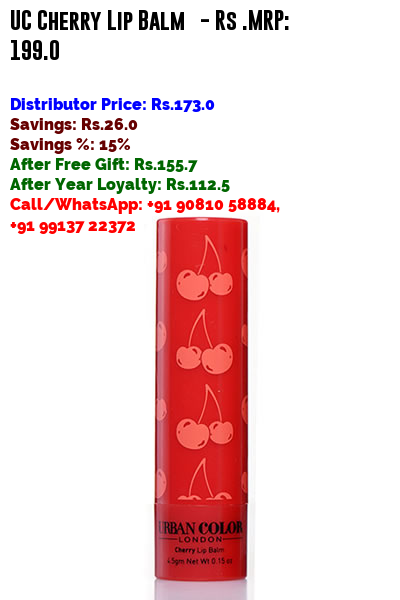 UC Cherry Lip Balm - Rs .MRP:
199.0
Distributor Price: Rs.173.0
Savings: Rs.26.0
Savings %: 15%
After Free Gift: Rs.155.7
After Year Loyalty: Rs.112.5
Call/WhatsApp: +91 90810 58884,
+91 99137 22372
URBAN COLOR
LONDON
Cherry Lip Balm
4.5gm Net Wt 0.15 oz